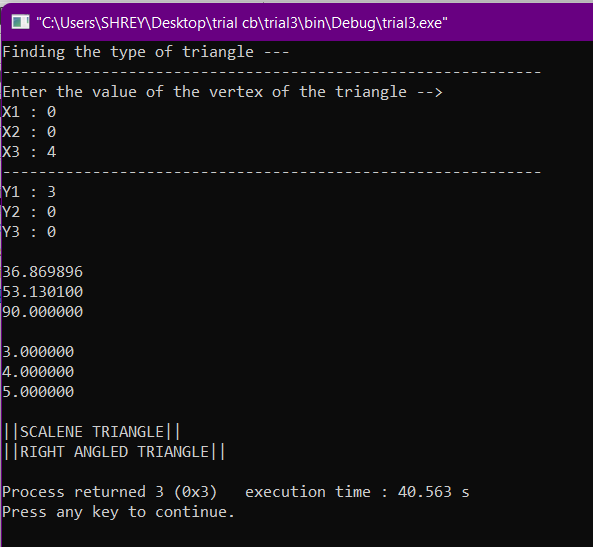 "C:\Users\SHREY\Desktop\trial cb\trial3\bin\Debug\trial3.exe"
Finding the type of triangle ---
------------------------------------------------------------
Enter the value of the vertex of the triangle -->
X1 : 0
X2 : 0
X3 : 4
------------------------------------------------------------
Y1 : 3
Y2 : 0
Y3 : 0
36.869896
53.130100
90.000000
3.000000
4.000000
5.000000
||SCALENE TRIANGLE||
||RIGHT ANGLED TRIANGLE||
Process returned 3 (0x3)   execution time : 40.563 s
Press any key to continue.